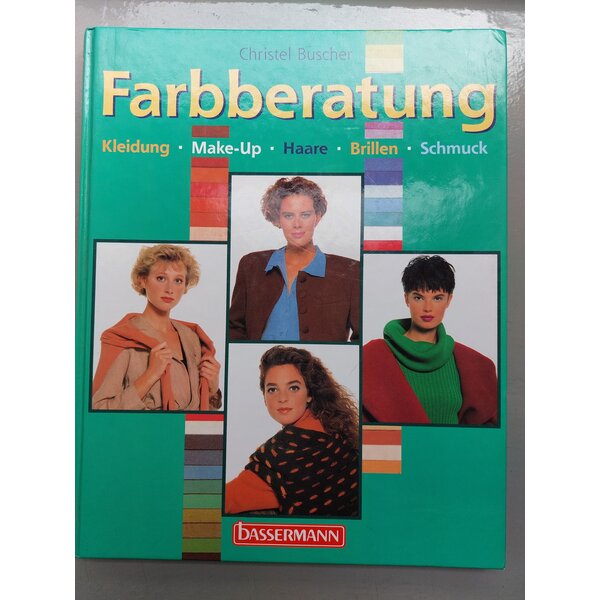 Christel Buscher
Farbberatung
Kleidung · Make-Up · Haare · Brillen · Schmuck
bassermann